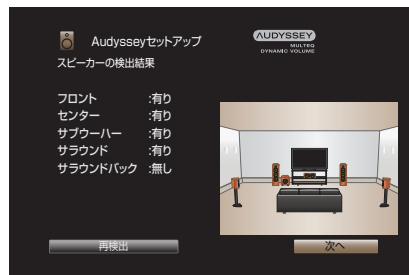 Audysseyセットアップ
AUDYSSEY
MULTEQ
DYNAMIC VOLUME
スピーカーの検出結果
フロント :有り
センター :有り
サブウーハー :有り
サラウンド :有り
サラウンドバック :無し
再検出
次へ